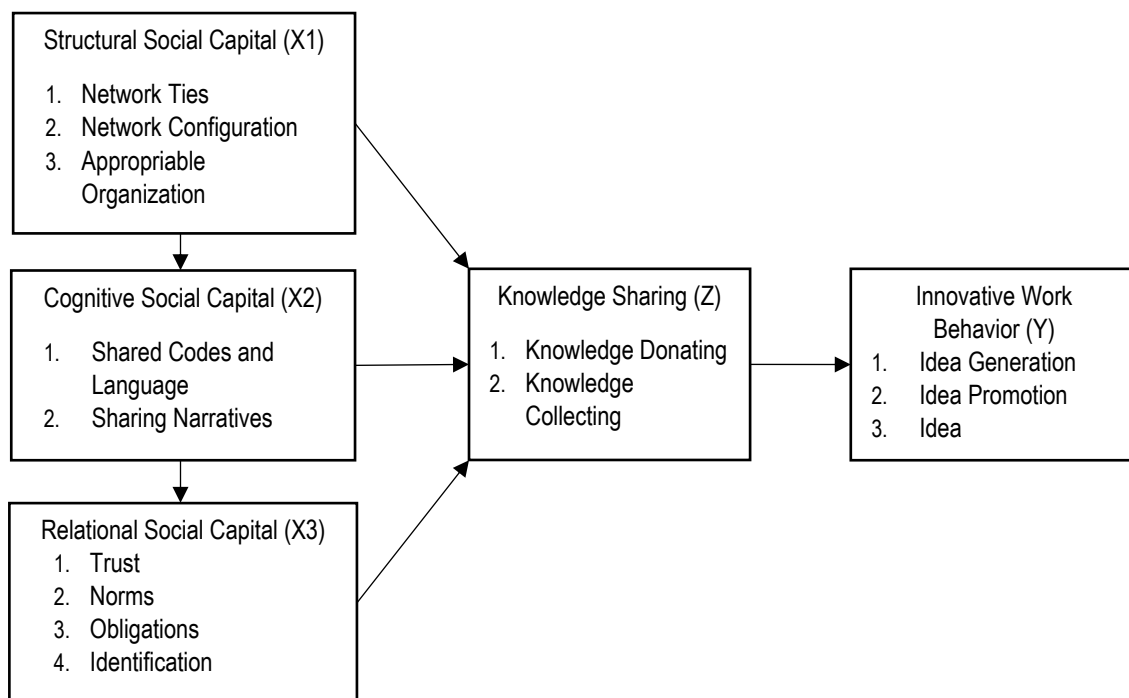 Structural Social Capital (X1)
1. Network Ties
2. Network Configuration
3. Appropriable
Organization
Cognitive Social Capital (X2)
1. Shared Codes and
Language
2. Sharing Narratives
Relational Social Capital (X3)
1. Trust
2. Norms
3. Obligations
4. Identification
Knowledge Sharing (Z)
1. Knowledge Donating
2. Knowledge
Collecting
Innovative Work
Behavior (Y)
1. Idea Generation
2. Idea Promotion
3. Idea